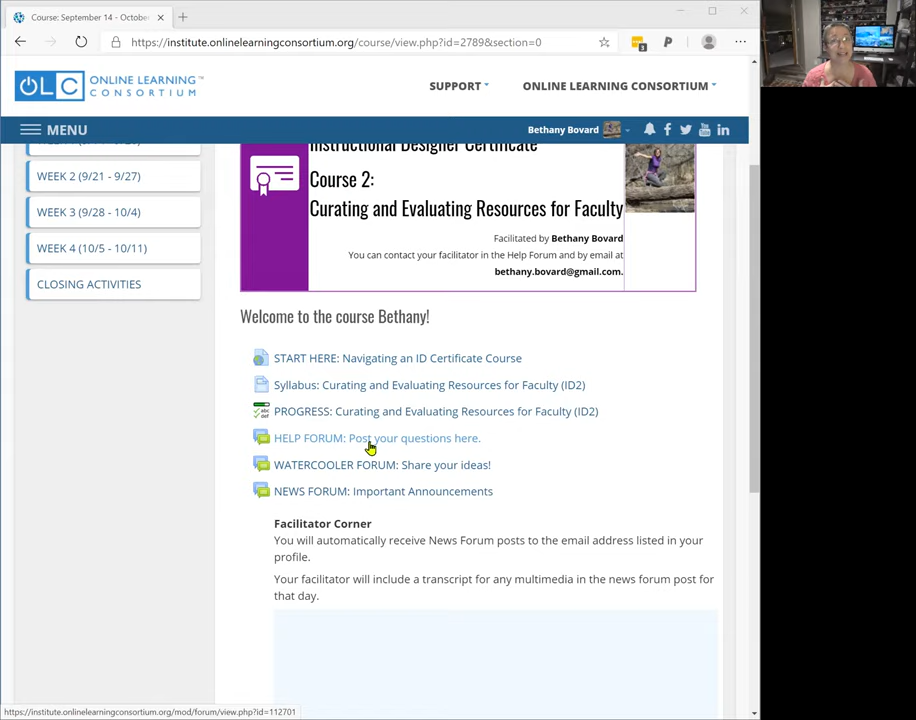 Course: September 14 - Octobe
https://institute.onlinelearningconsortium.org/course/view.php?id=2789&section=0
OLC ONLINE LEARNING™
CONSORTIUM
SUPPORT
ONLINE LEARNING CONSORTIUM
MENU
Bethany Bovard
WEEK 2 (9/21 - 9/27)
WEEK 3 (9/28 - 10/4)
WEEK 4 (10/5 - 10/11)
CLOSING ACTIVITIES
Instructional Designer Certificate
Course 2:
Curating and Evaluating Resources for Faculty
Facilitated by Bethany Bovard
You can contact your facilitator in the Help Forum and by email at
bethany.bovard@gmail.com.
Welcome to the course Bethany!
START HERE: Navigating an ID Certificate Course
Syllabus: Curating and Evaluating Resources for Faculty (ID2)
PROGRESS: Curating and Evaluating Resources for Faculty (ID2)
HELP FORUM: Post your questions here.
WATERCOOLER FORUM: Share your ideas!
NEWS FORUM: Important Announcements
Facilitator Corner
You will automatically receive News Forum posts to the email address listed in your
profile.
Your facilitator will include a transcript for any multimedia in the news forum post for
that day.
https://institute.onlinelearningconsortium.org/mod/forum/view.php?id=112701